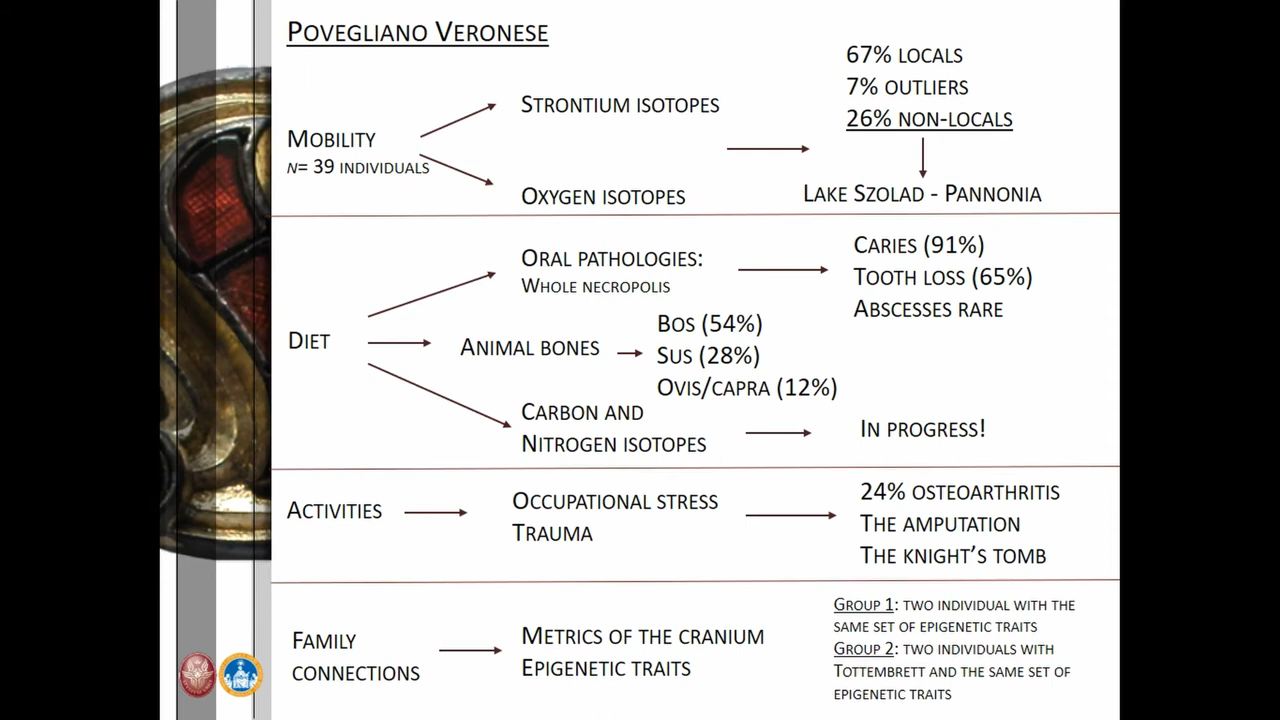 POVEGLIANO VERONESE
MOBILITY
N= 39 INDIVIDUALS
STRONTIUM ISOTOPES
OXYGEN ISOTOPES
67% LOCALS
7% OUTLIERS
26% NON-LOCALS
LAKE SZOLAD - PANNONIA
DIET
ORAL PATHOLOGIES:
WHOLE NECROPOLIS
CARIES (91%)
TOOTH LOSS (65%)
ABSCESSES RARE
ANIMAL BONES
BOS (54%)
SUS (28%)
OVIS/CAPRA (12%)
CARBON AND
NITROGEN ISOTOPES
IN PROGRESS!
ACTIVITIES
OCCUPATIONAL STRESS
TRAUMA
24% OSTEOARTHRITIS
THE AMPUTATION
THE KNIGHT'S TOMB
FAMILY
CONNECTIONS
METRICS OF THE CRANIUM
EPIGENETIC TRAITS
GROUP 1: TWO INDIVIDUAL WITH THE
SAME SET OF EPIGENETIC TRAITS
GROUP 2: TWO INDIVIDUALS WITH
TOTTEMBRETT AND THE SAME SET OF
EPIGENETIC TRAITS